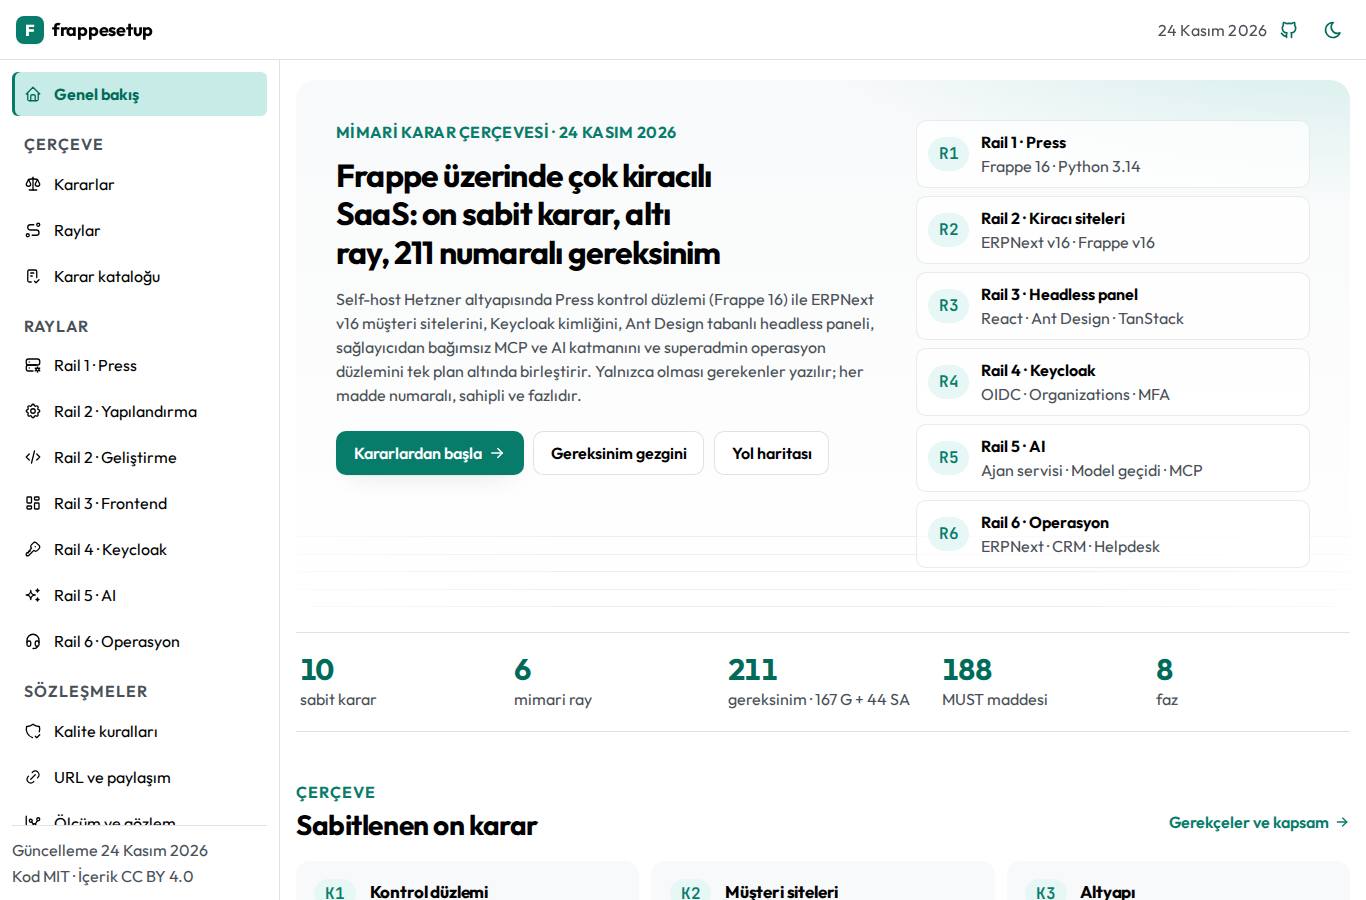 F frappesetup
24 Kasım 2026
Genel bakış
ÇERÇEVE
Kararlar
Raylar
Karar kataloğu
RAYLAR
Rail 1 · Press
Rail 2 · Yapılandırma
Rail 2 · Geliştirme
Rail 3 · Frontend
Rail 4 · Keycloak
Rail 5 · AI
Rail 6 · Operasyon
SÖZLEŞMELER
Kalite kuralları
URL ve paylaşım
Ölçüm ve gözlem
Güncelleme 24 Kasım 2026
Kod MIT · İçerik CC BY 4.0
MİMARİ KARAR ÇERÇEVESİ · 24 KASIM 2026
Frappe üzerinde çok kiracılı
SaaS: on sabit karar, altı
ray, 211 numaralı gereksinim
Self-host Hetzner altyapısında Press kontrol düzlemi (Frappe 16) ile ERPNext
v16 müşteri sitelerini, Keycloak kimliğini, Ant Design tabanlı headless paneli,
sağlayıcıdan bağımsız MCP ve AI katmanını ve superadmin operasyon
düzlemini tek plan altında birleştirir. Yalnızca olması gerekenler yazılır; her
madde numaralı, sahipli ve fazlıdır.
Kararlardan başla →
Gereksinim gezgini
Yol haritası
R1
Rail 1 · Press
Frappe 16 · Python 3.14
R2
Rail 2 · Kiracı siteleri
ERPNext v16 · Frappe v16
R3
Rail 3 · Headless panel
React · Ant Design · TanStack
R4
Rail 4 · Keycloak
OIDC · Organizations · MFA
R5
Rail 5 · AI
Ajan servisi · Model geçidi · MCP
R6
Rail 6 · Operasyon
ERPNext · CRM · Helpdesk
10
sabit karar
6
mimari ray
211
gereksinim · 167 G + 44 SA
188
MUST maddesi
8
faz
ÇERÇEVE
Sabitlenen on karar
Gerekçeler ve kapsam →
K1 Kontrol düzlemi
K2 Müşteri siteleri
K3 Altyapı